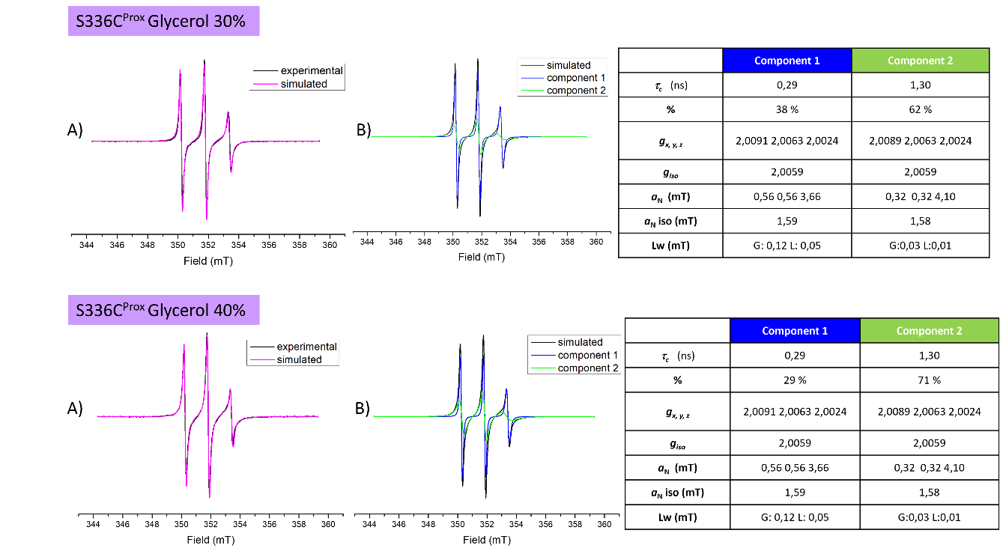 S336C^Prox Glycerol 30%
A)
experimental
simulated
344 346 348 350 352 354 356 358 360
Field (mT)
B)
simulated
component 1
component 2
344 346 348 350 352 354 356 358 360
Field (mT)
Component 1 Component 2
τc (ns) 0,29 1,30
% 38 % 62 %
gx, y, z 2,0091 2,0063 2,0024 2,0089 2,0063 2,0024
giso 2,0059 2,0059
aN (mT) 0,56 0,56 3,66 0,32 0,32 4,10
aN iso (mT) 1,59 1,58
Lw (mT) G: 0,12 L: 0,05 G:0,03 L:0,01
S336C^Prox Glycerol 40%
A)
experimental
simulated
344 346 348 350 352 354 356 358 360
Field (mT)
B)
simulated
component 1
component 2
344 346 348 350 352 354 356 358 360
Field (mT)
Component 1 Component 2
τc (ns) 0,29 1,30
% 29 % 71 %
gx, y, z 2,0091 2,0063 2,0024 2,0089 2,0063 2,0024
giso 2,0059 2,0059
aN (mT) 0,56 0,56 3,66 0,32 0,32 4,10
aN iso (mT) 1,59 1,58
Lw (mT) G: 0,12 L: 0,05 G:0,03 L:0,01